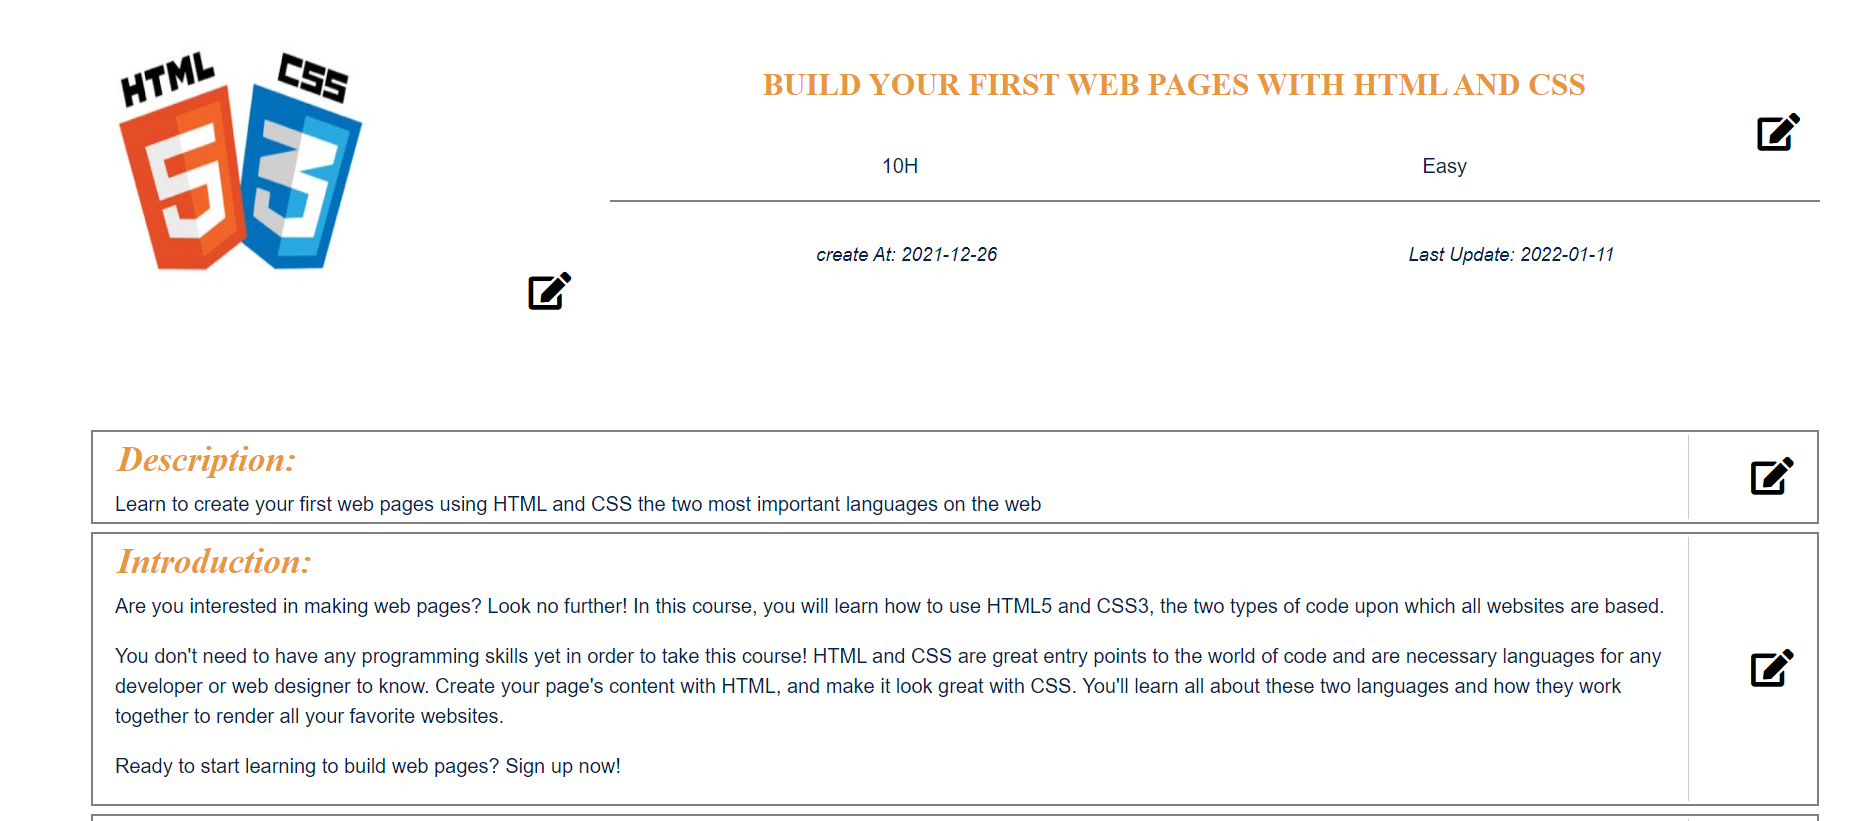 HTML CSS
5 3
BUILD YOUR FIRST WEB PAGES WITH HTML AND CSS
10H
Easy
create At: 2021-12-26
Last Update: 2022-01-11
Description:
Learn to create your first web pages using HTML and CSS the two most important languages on the web
Introduction:
Are you interested in making web pages? Look no further! In this course, you will learn how to use HTML5 and CSS3, the two types of code upon which all websites are based.
You don't need to have any programming skills yet in order to take this course! HTML and CSS are great entry points to the world of code and are necessary languages for any
developer or web designer to know. Create your page's content with HTML, and make it look great with CSS. You'll learn all about these two languages and how they work
together to render all your favorite websites.
Ready to start learning to build web pages? Sign up now!